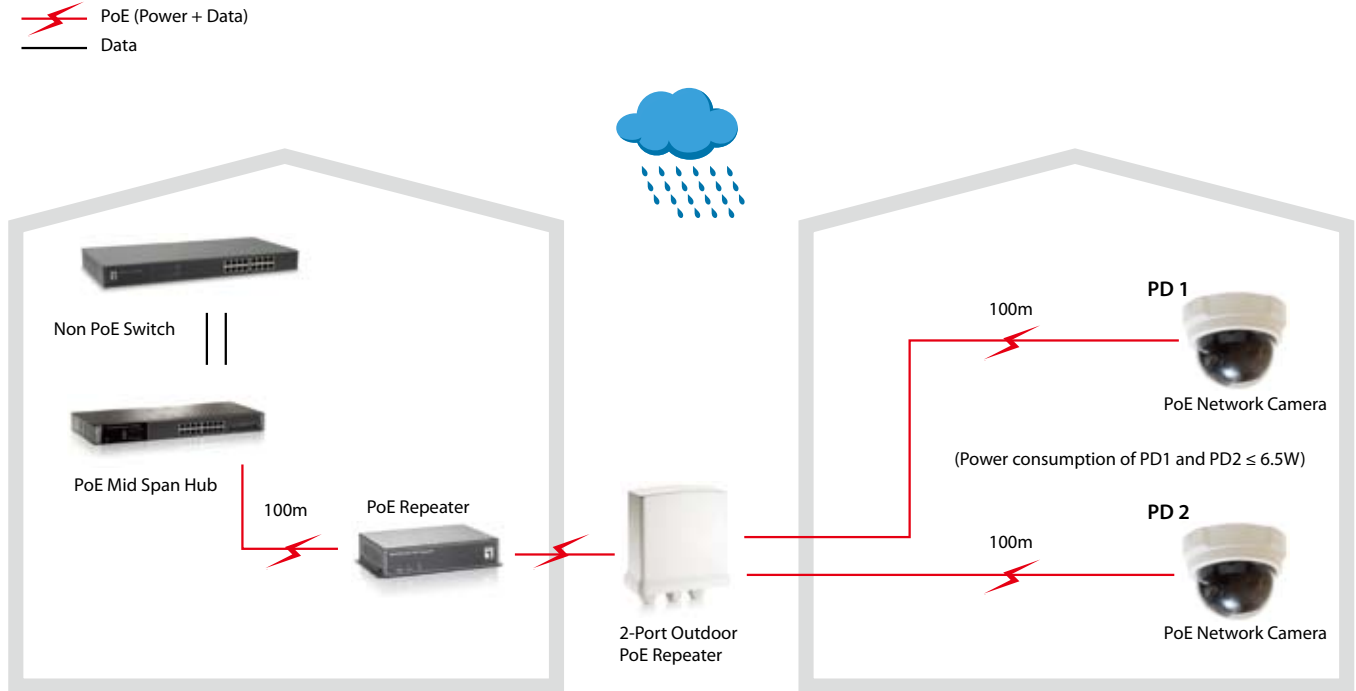 PoE (Power + Data)
Data
Non PoE Switch
PoE Mid Span Hub
100m
PoE Repeater
2-Port Outdoor
PoE Repeater
100m
PD 1
PoE Network Camera
(Power consumption of PD1 and PD2 ≤ 6.5W)
100m
PD 2
PoE Network Camera